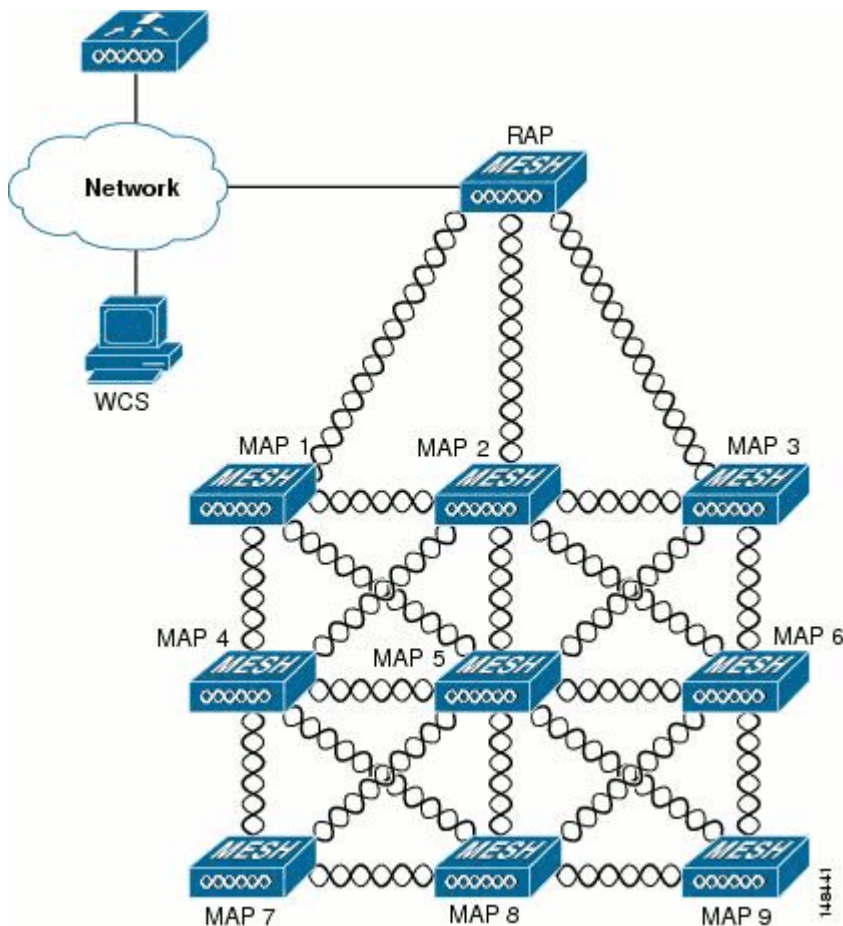 RAP
MESH
Network
WCS
MAP 1
MAP 2
MAP 3
MESH
MESH
MESH
MAP 4
MAP 5
MAP 6
MESH
MESH
MESH
MESH
MESH
MESH
MAP 7
MAP 8
MAP 9
148441